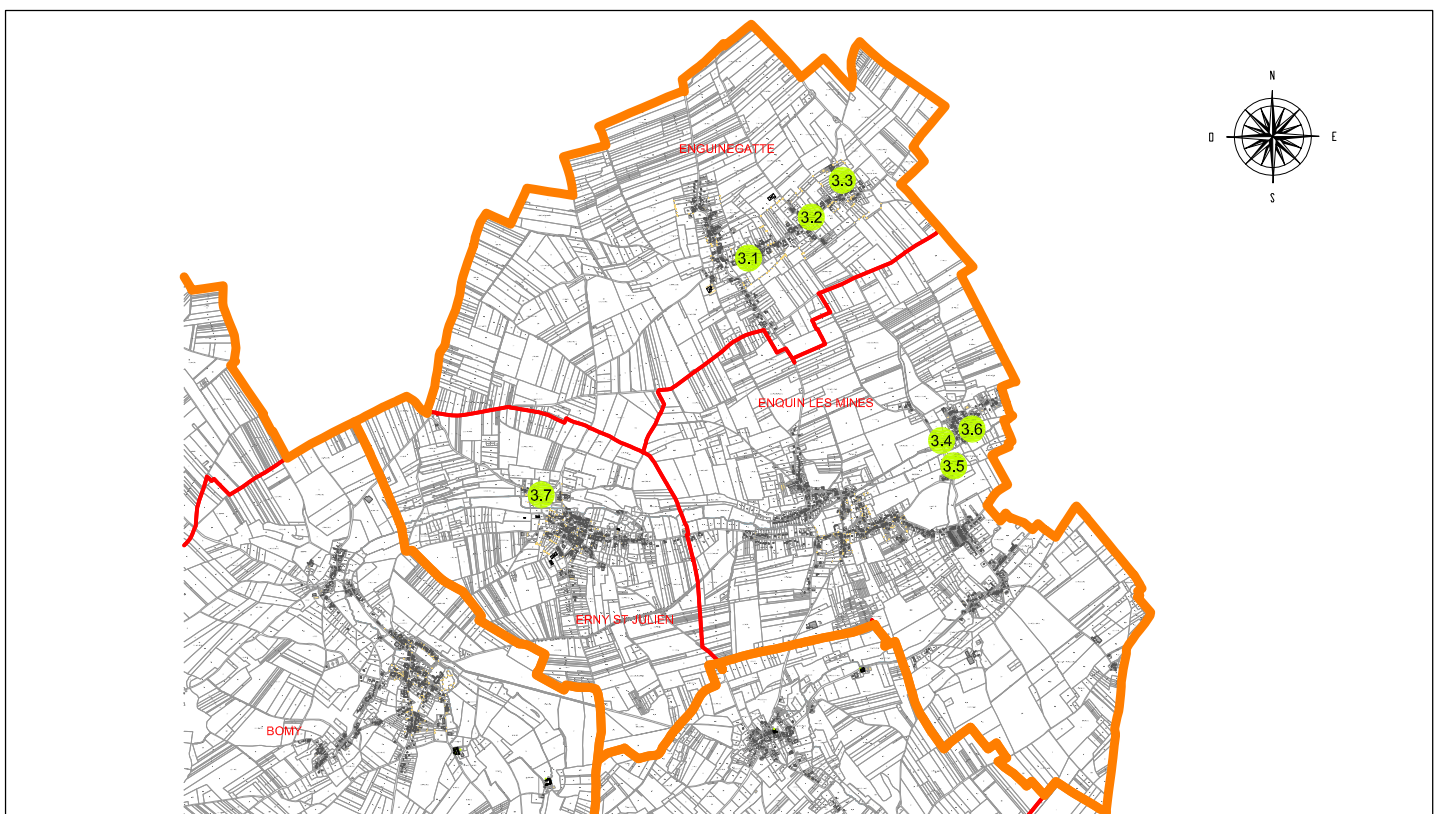 N
O E
S
ENGUINEGATTE
3.3
3.2
3.1
ENQUIN LES MINES
3.6
3.4
3.5
3.7
ERNY ST JULIEN
BOMY